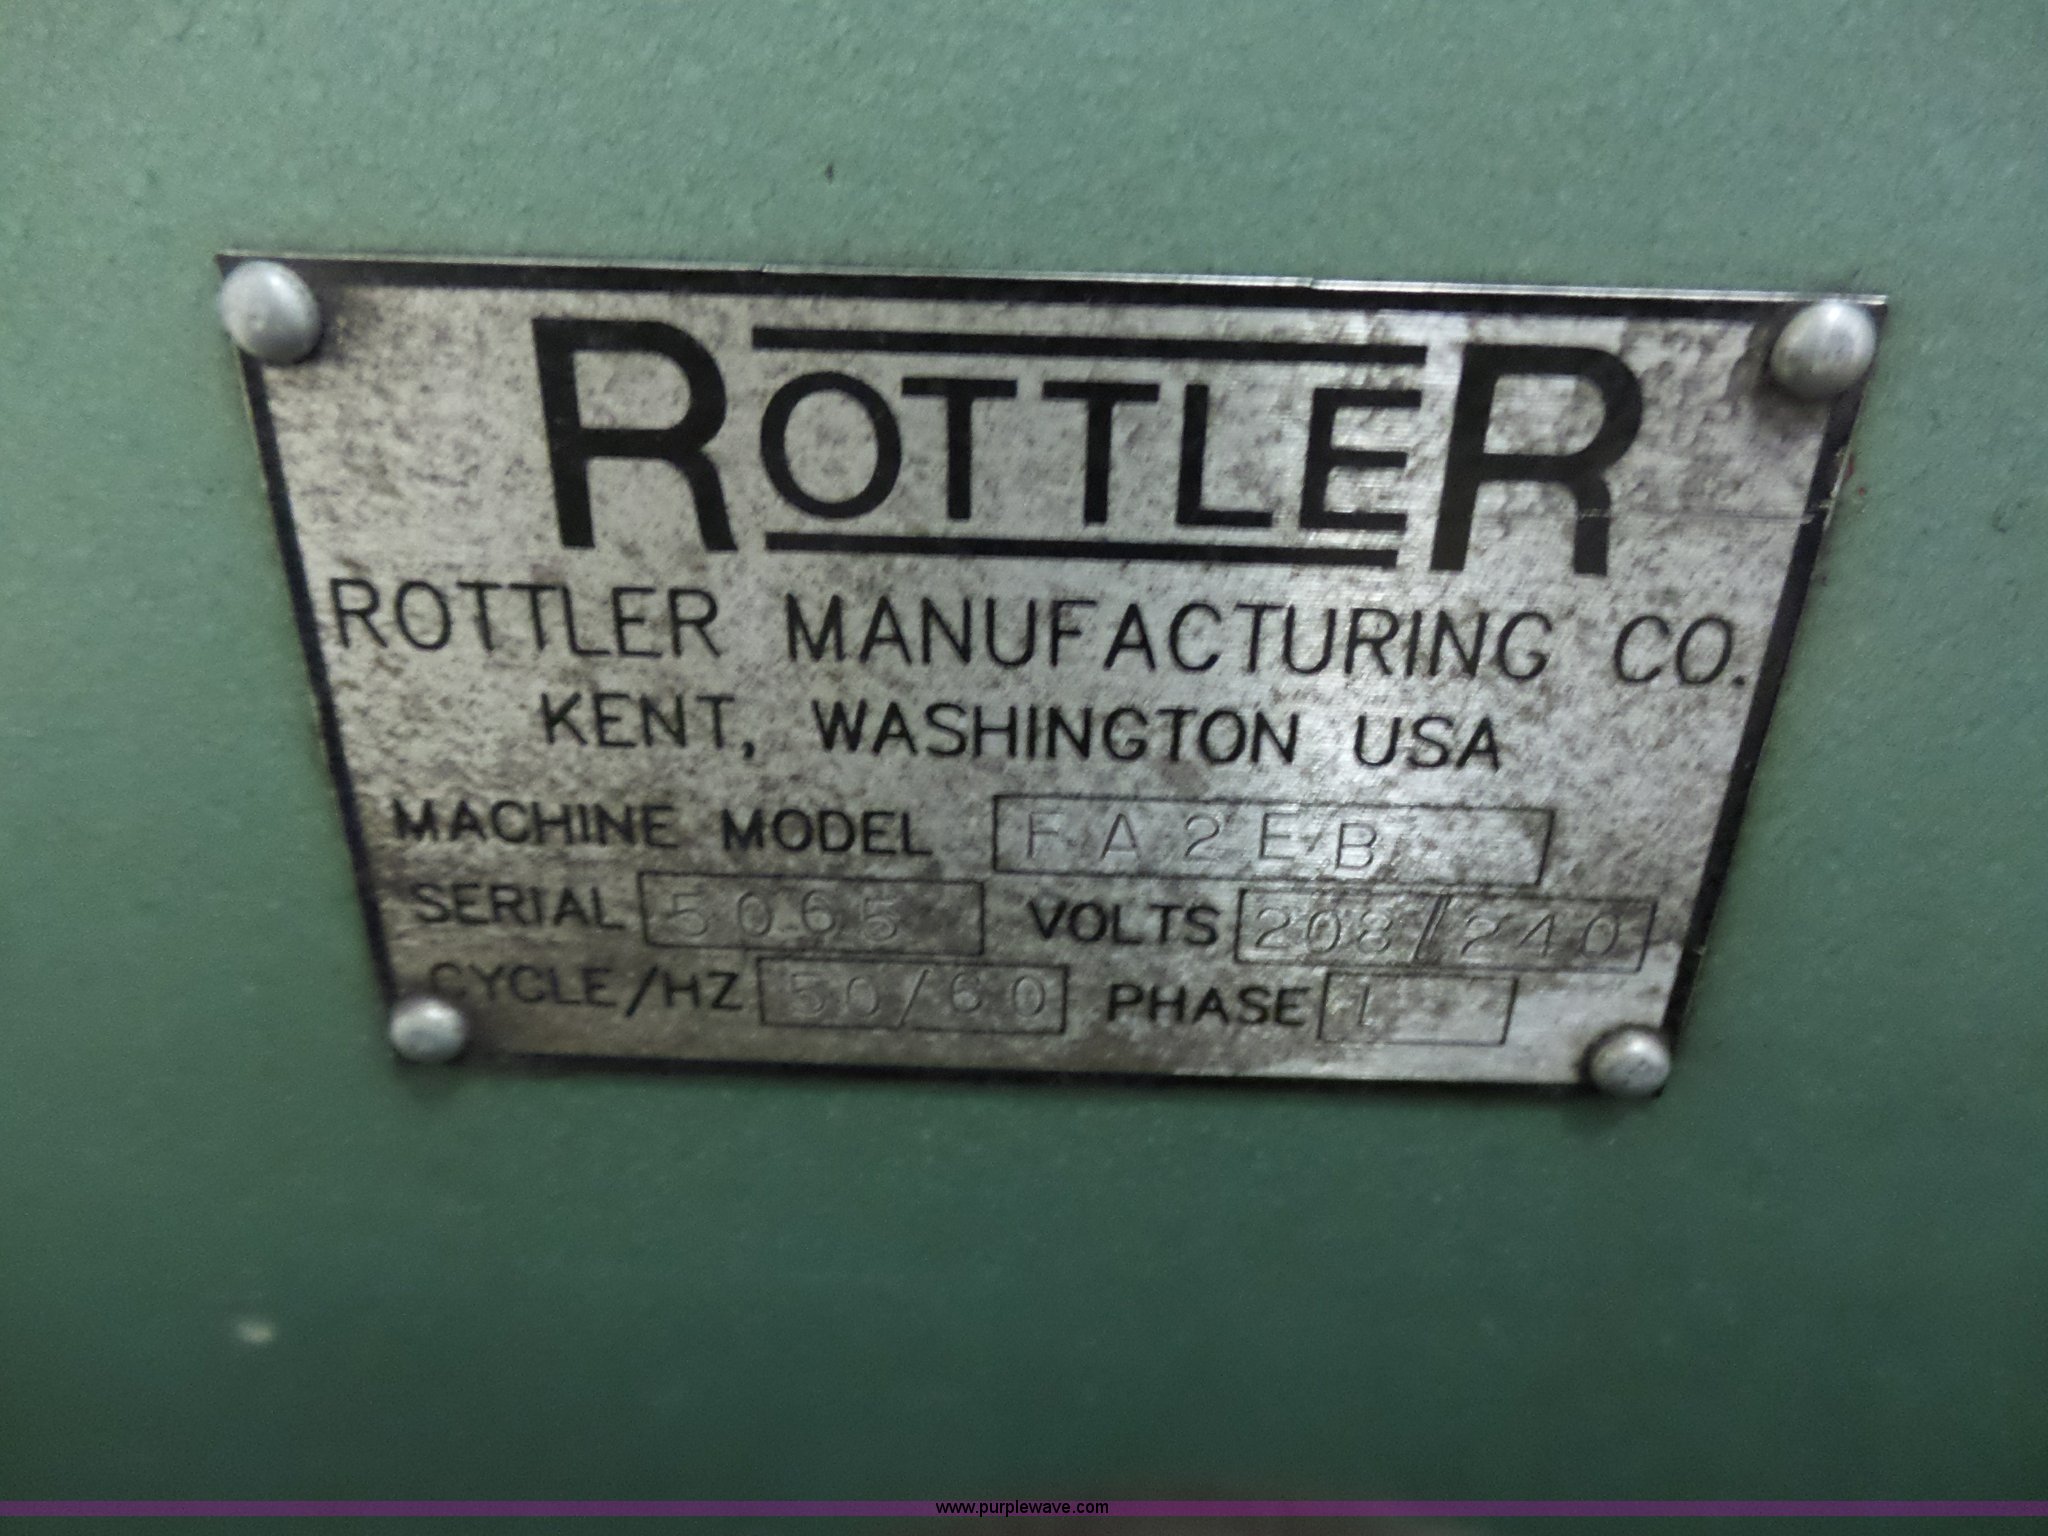 ROTTLER
ROTTLER MANUFACTURING CO.
KENT, WASHINGTON USA
MACHINE MODEL FA2EB
SERIAL 5065 VOLTS 208/240
CYCLE/HZ 50/60 PHASE 1
www.purplewave.com